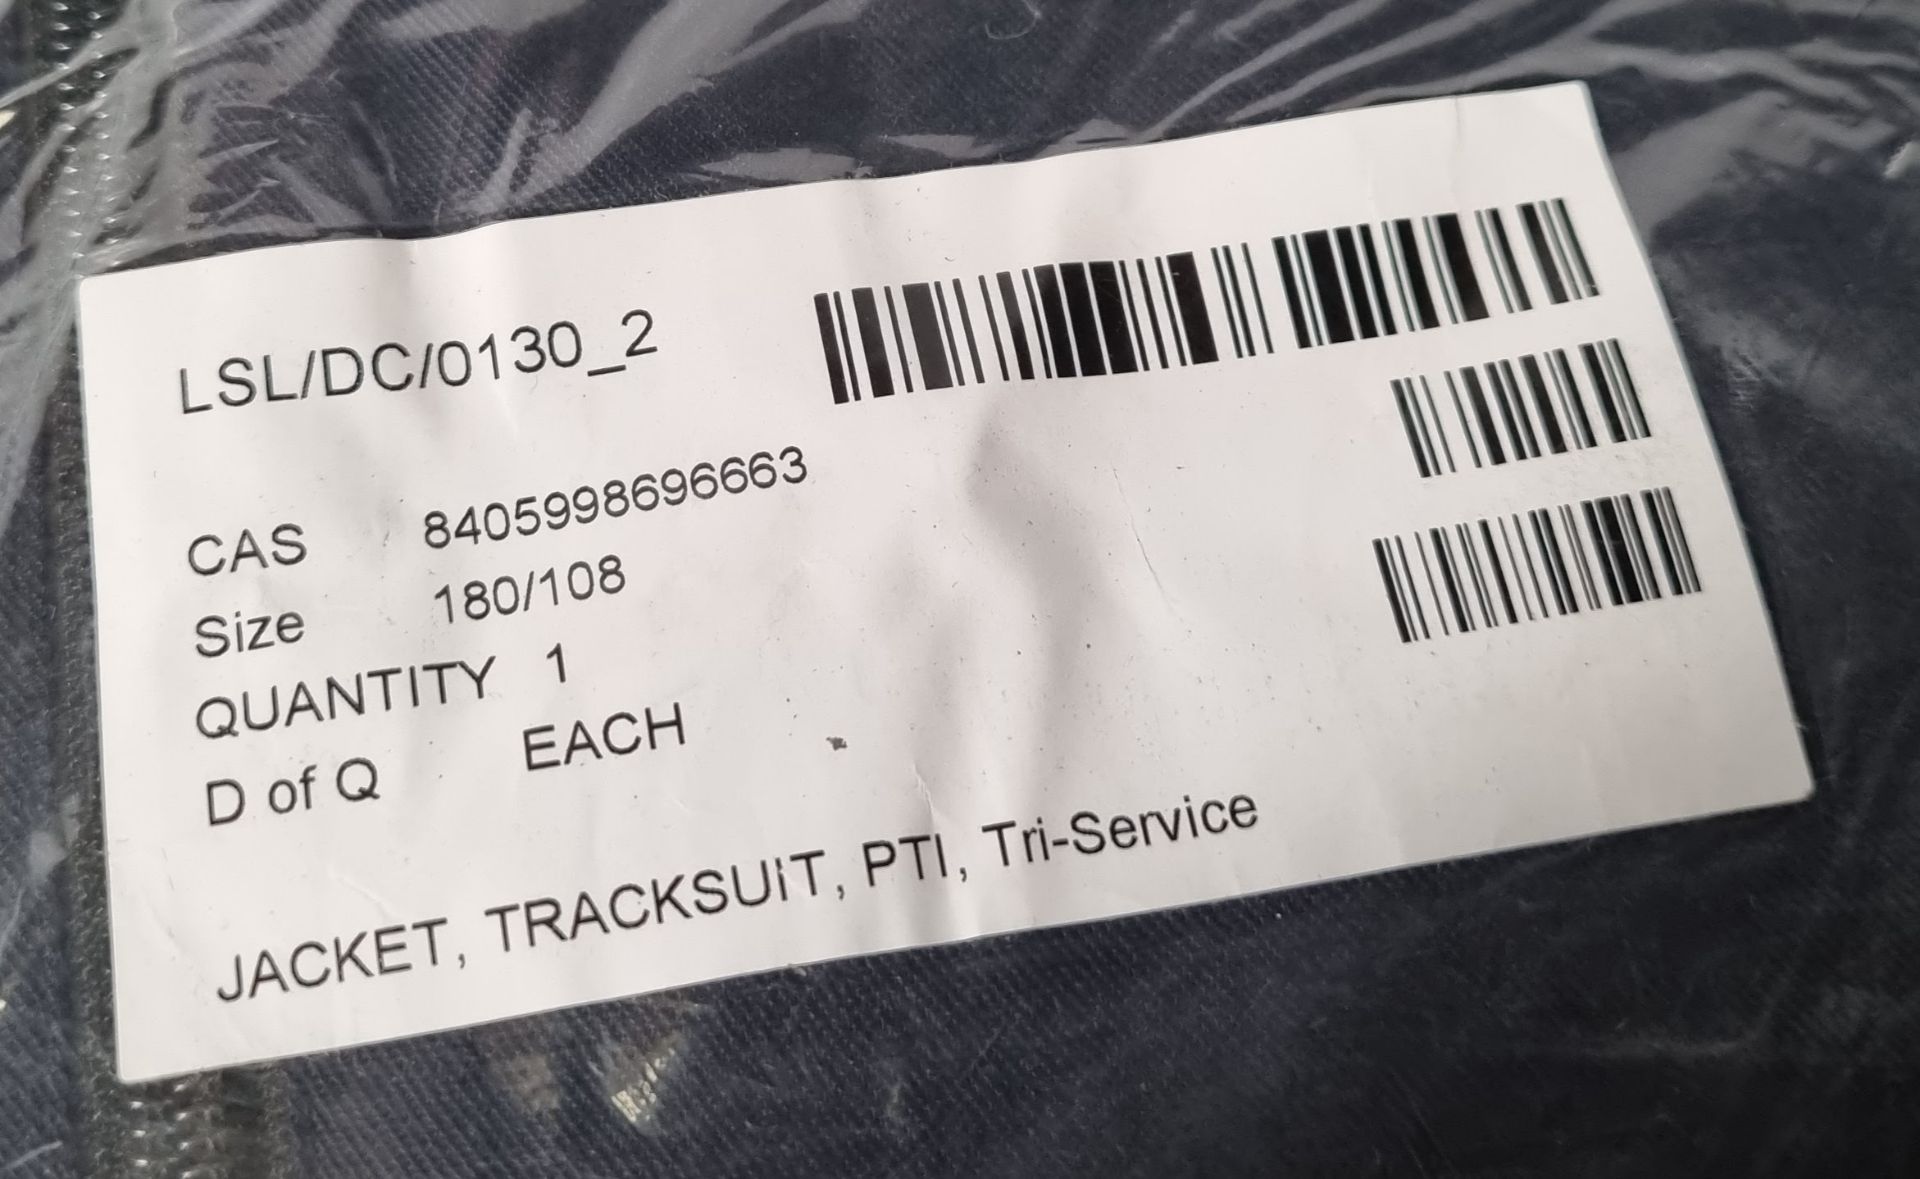 LSL/DC/0130_2
CAS 8405998696663
Size 180/108
QUANTITY 1
D of Q EACH
JACKET, TRACKSUIT, PTI, Tri-Service